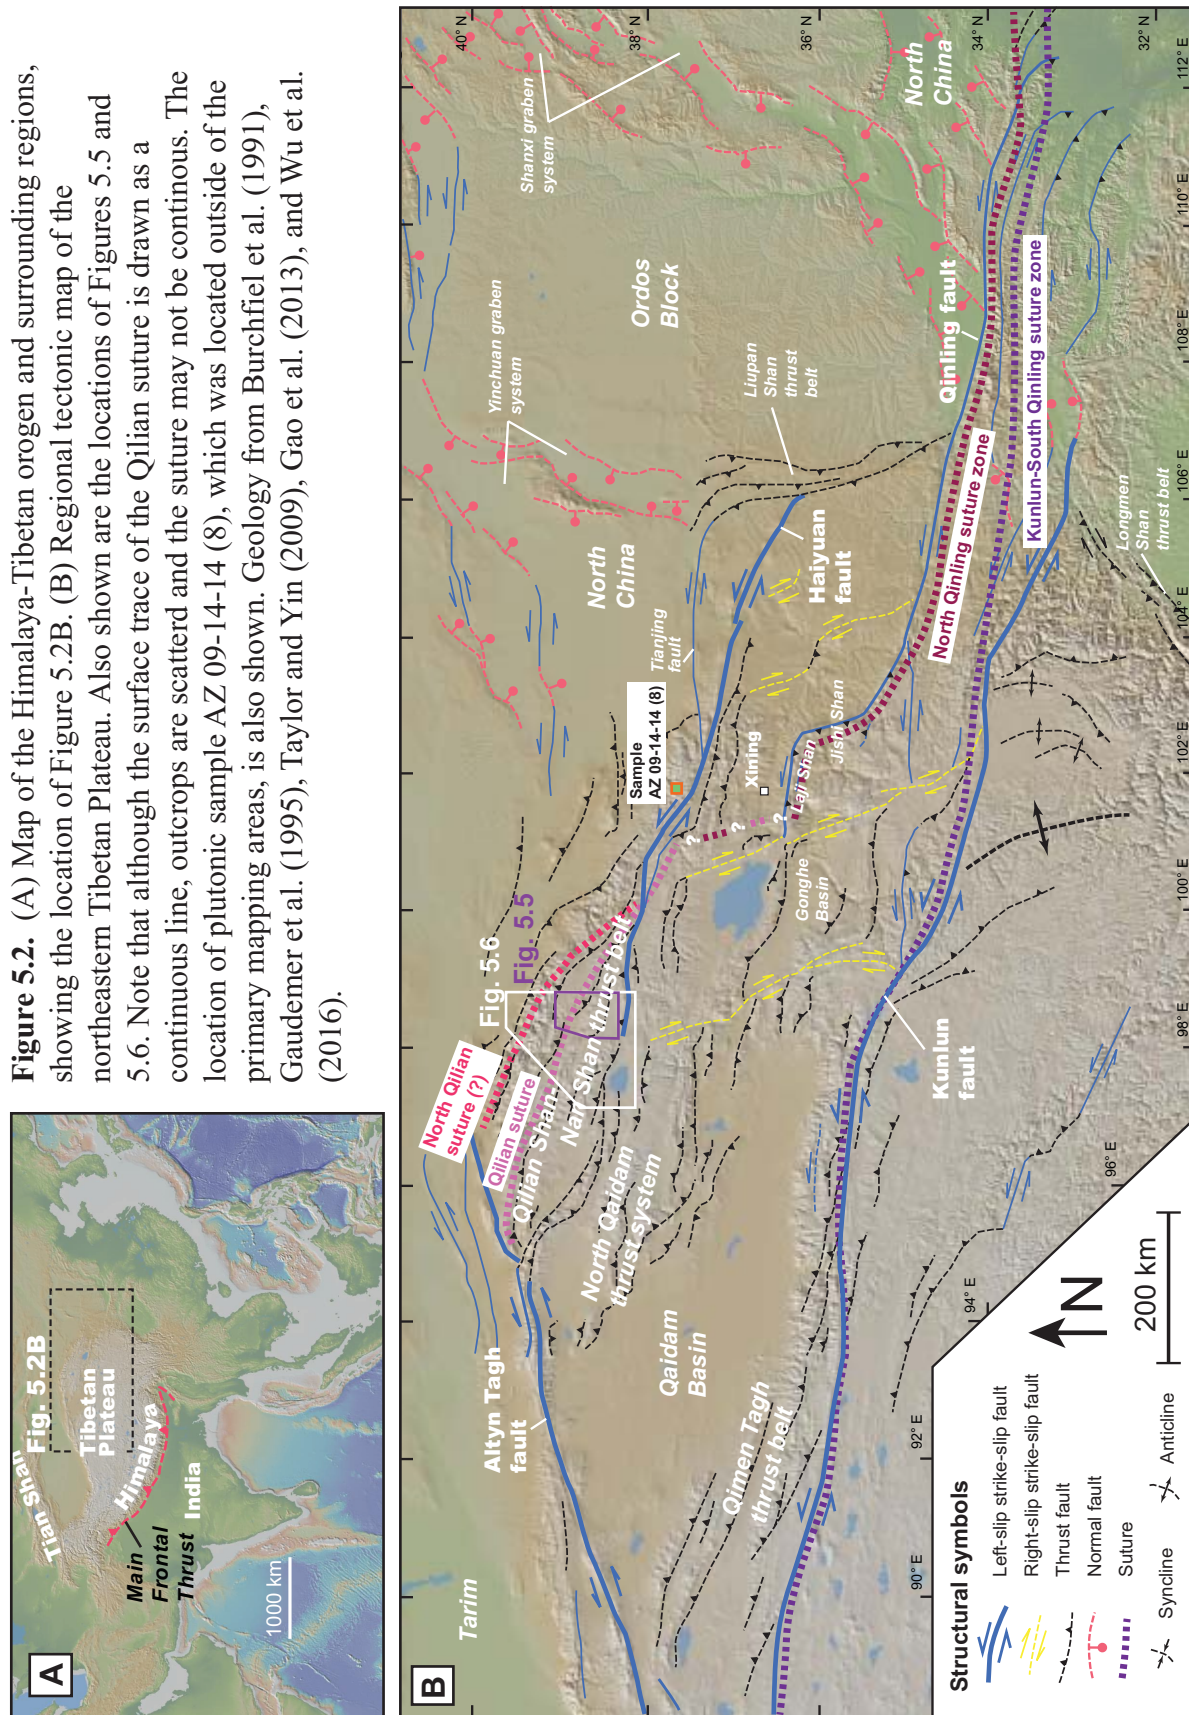 Figure 5.2. (A) Map of the Himalaya-Tibetan orogen and surrounding regions,
showing the location of Figure 5.2B. (B) Regional tectonic map of the
northeastern Tibetan Plateau. Also shown are the locations of Figures 5.5 and
5.6. Note that although the surface trace of the Qilian suture is drawn as a
continuous line, outcrops are scatterd and the suture may not be continuous. The
location of plutonic sample AZ 09-14-14 (8), which was located outside of the
primary mapping areas, is also shown. Geology from Burchfiel et al. (1991),
Gaudemer et al. (1995), Taylor and Yin (2009), Gao et al. (2013), and Wu et al.
(2016).
A
Tian Shan
Fig. 5.2B
Tibetan
Plateau
Himalaya
Main
Frontal
Thrust
India
1000 km
B
Tarim
Altyn Tagh
fault
North Qilian
suture (?)
Qilian suture
Qilian Shan
Nan Shan thrust belt
Fig. 5.6
Fig. 5.5
North Qaidam
thrust system
Qaidam
Basin
Qimen Tagh
thrust belt
Kunlun
fault
Gonghe
Basin
Laji Shan
Jishi Shan
Xining
?
?
?
Sample
AZ 09-14-14 (8)
Tianjing
fault
Haiyuan
fault
North
China
Yinchuan graben
system
Liupan
Shan
thrust
belt
Ordos
Block
Shanxi graben
system
North
China
Qinling fault
North Qinling suture zone
Kunlun-South Qinling suture zone
Longmen
Shan
thrust belt
40° N
38° N
36° N
34° N
32° N
90° E
92° E
94° E
96° E
98° E
100° E
102° E
104° E
106° E
108° E
110° E
112° E
Structural symbols
Left-slip strike-slip fault
Right-slip strike-slip fault
Thrust fault
Normal fault
Suture
Syncline
Anticline
N
200 km